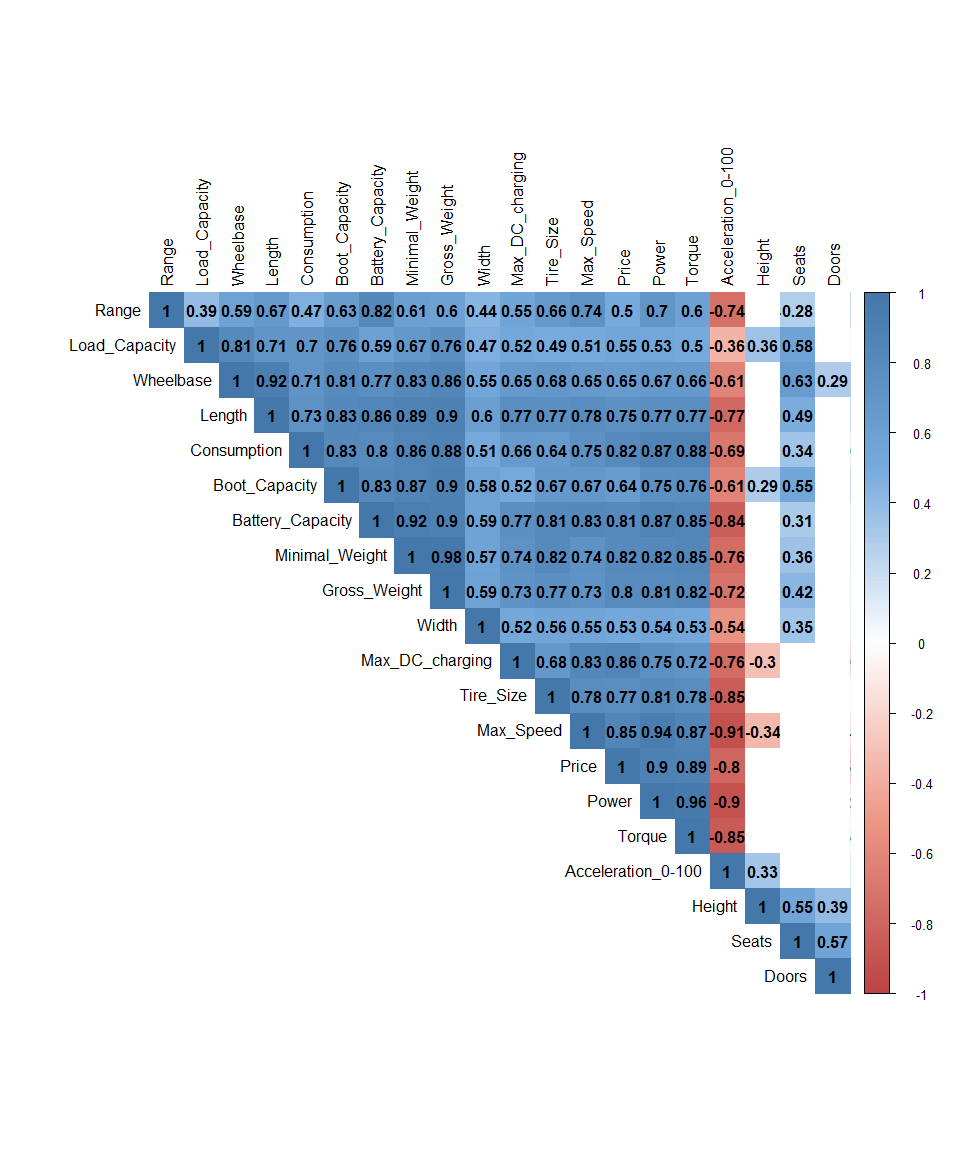 Range
Load_Capacity
Wheelbase
Length
Consumption
Boot_Capacity
Battery_Capacity
Minimal_Weight
Gross_Weight
Width
Max_DC_charging
Tire_Size
Max_Speed
Price
Power
Torque
Acceleration_0-100
Height
Seats
Doors
Range 1 0.39 0.59 0.67 0.47 0.63 0.82 0.61 0.6 0.44 0.55 0.66 0.74 0.5 0.7 0.6 -0.74 0.28
Load_Capacity 1 0.81 0.71 0.7 0.76 0.59 0.67 0.76 0.47 0.52 0.49 0.51 0.55 0.53 0.5 -0.36 0.36 0.58
Wheelbase 1 0.92 0.71 0.81 0.77 0.83 0.86 0.55 0.65 0.68 0.65 0.65 0.67 0.66 -0.61 0.63 0.29
Length 1 0.73 0.83 0.86 0.89 0.9 0.6 0.77 0.77 0.78 0.75 0.77 0.77 -0.77 0.49
Consumption 1 0.83 0.8 0.86 0.88 0.51 0.66 0.64 0.75 0.82 0.87 0.88 -0.69 0.34
Boot_Capacity 1 0.83 0.87 0.9 0.58 0.52 0.67 0.67 0.64 0.75 0.76 -0.61 0.29 0.55
Battery_Capacity 1 0.92 0.9 0.59 0.77 0.81 0.83 0.81 0.87 0.85 -0.84 0.31
Minimal_Weight 1 0.98 0.57 0.74 0.82 0.74 0.82 0.82 0.85 -0.76 0.36
Gross_Weight 1 0.59 0.73 0.77 0.73 0.8 0.81 0.82 -0.72 0.42
Width 1 0.52 0.56 0.55 0.53 0.54 0.53 -0.54 0.35
Max_DC_charging 1 0.68 0.83 0.86 0.75 0.72 -0.76 -0.3
Tire_Size 1 0.78 0.77 0.81 0.78 -0.85
Max_Speed 1 0.85 0.94 0.87 -0.91 -0.34
Price 1 0.9 0.89 -0.8
Power 1 0.96 -0.9
Torque 1 -0.85
Acceleration_0-100 1 0.33
Height 1 0.55 0.39
Seats 1 0.57
Doors 1
1
0.8
0.6
0.4
0.2
0
-0.2
-0.4
-0.6
-0.8
-1